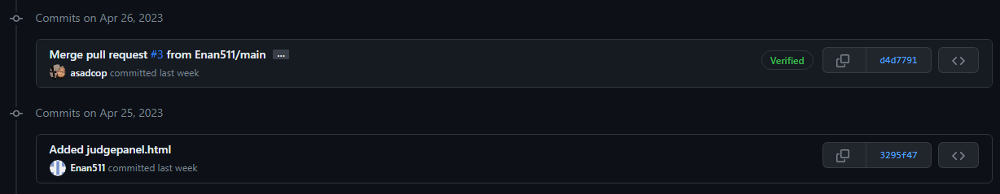 Commits on Apr 26, 2023
Merge pull request #3 from Enan511/main ...
Verified
d4d7791
asadcop committed last week
Commits on Apr 25, 2023
Added judgepanel.html
3295f47
Enan511 committed last week